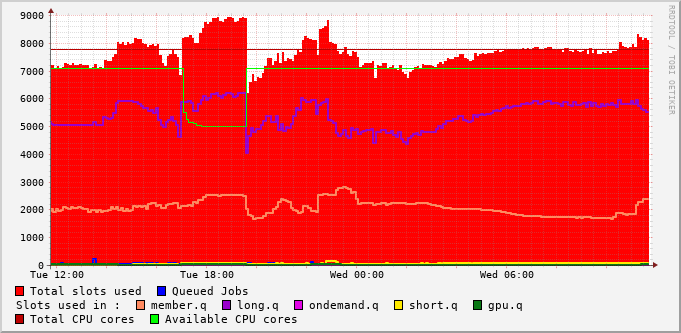 9000
8000
7000
6000
5000
4000
3000
2000
1000
0
Tue 12:00 Tue 18:00 Wed 00:00 Wed 06:00
Total slots used Queued Jobs
Slots used in : member.q long.q ondemand.q short.q gpu.q
Total CPU cores Available CPU cores
RRDTOOL / TOBI OETIKER